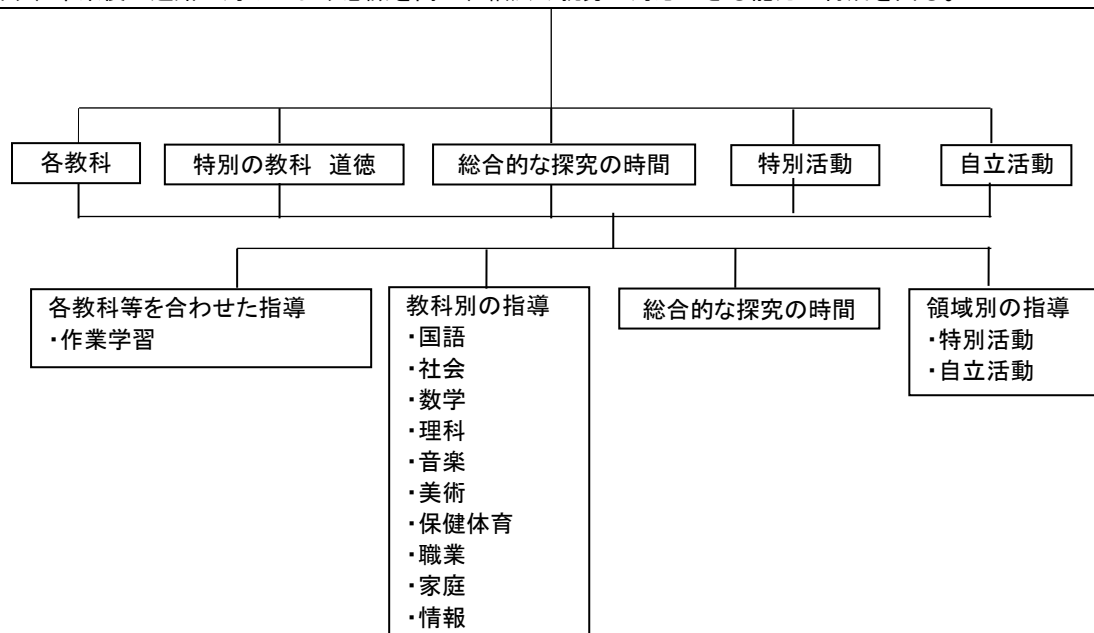 各教科
特別の教科 道徳
総合的な探究の時間
特別活動
自立活動
各教科等を合わせた指導
・作業学習
教科別の指導
・国語
・社会
・数学
・理科
・音楽
・美術
・保健体育
・職業
・家庭
・情報
総合的な探究の時間
領域別の指導
・特別活動
・自立活動